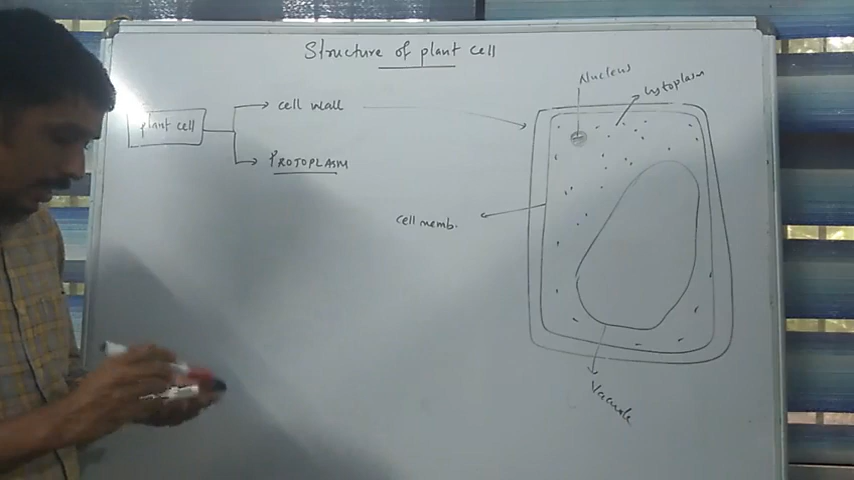 Structure of plant cell
plant cell
cell wall
PROTOPLASM
Nucleus
Cytoplasm
cell memb.
Vacuole